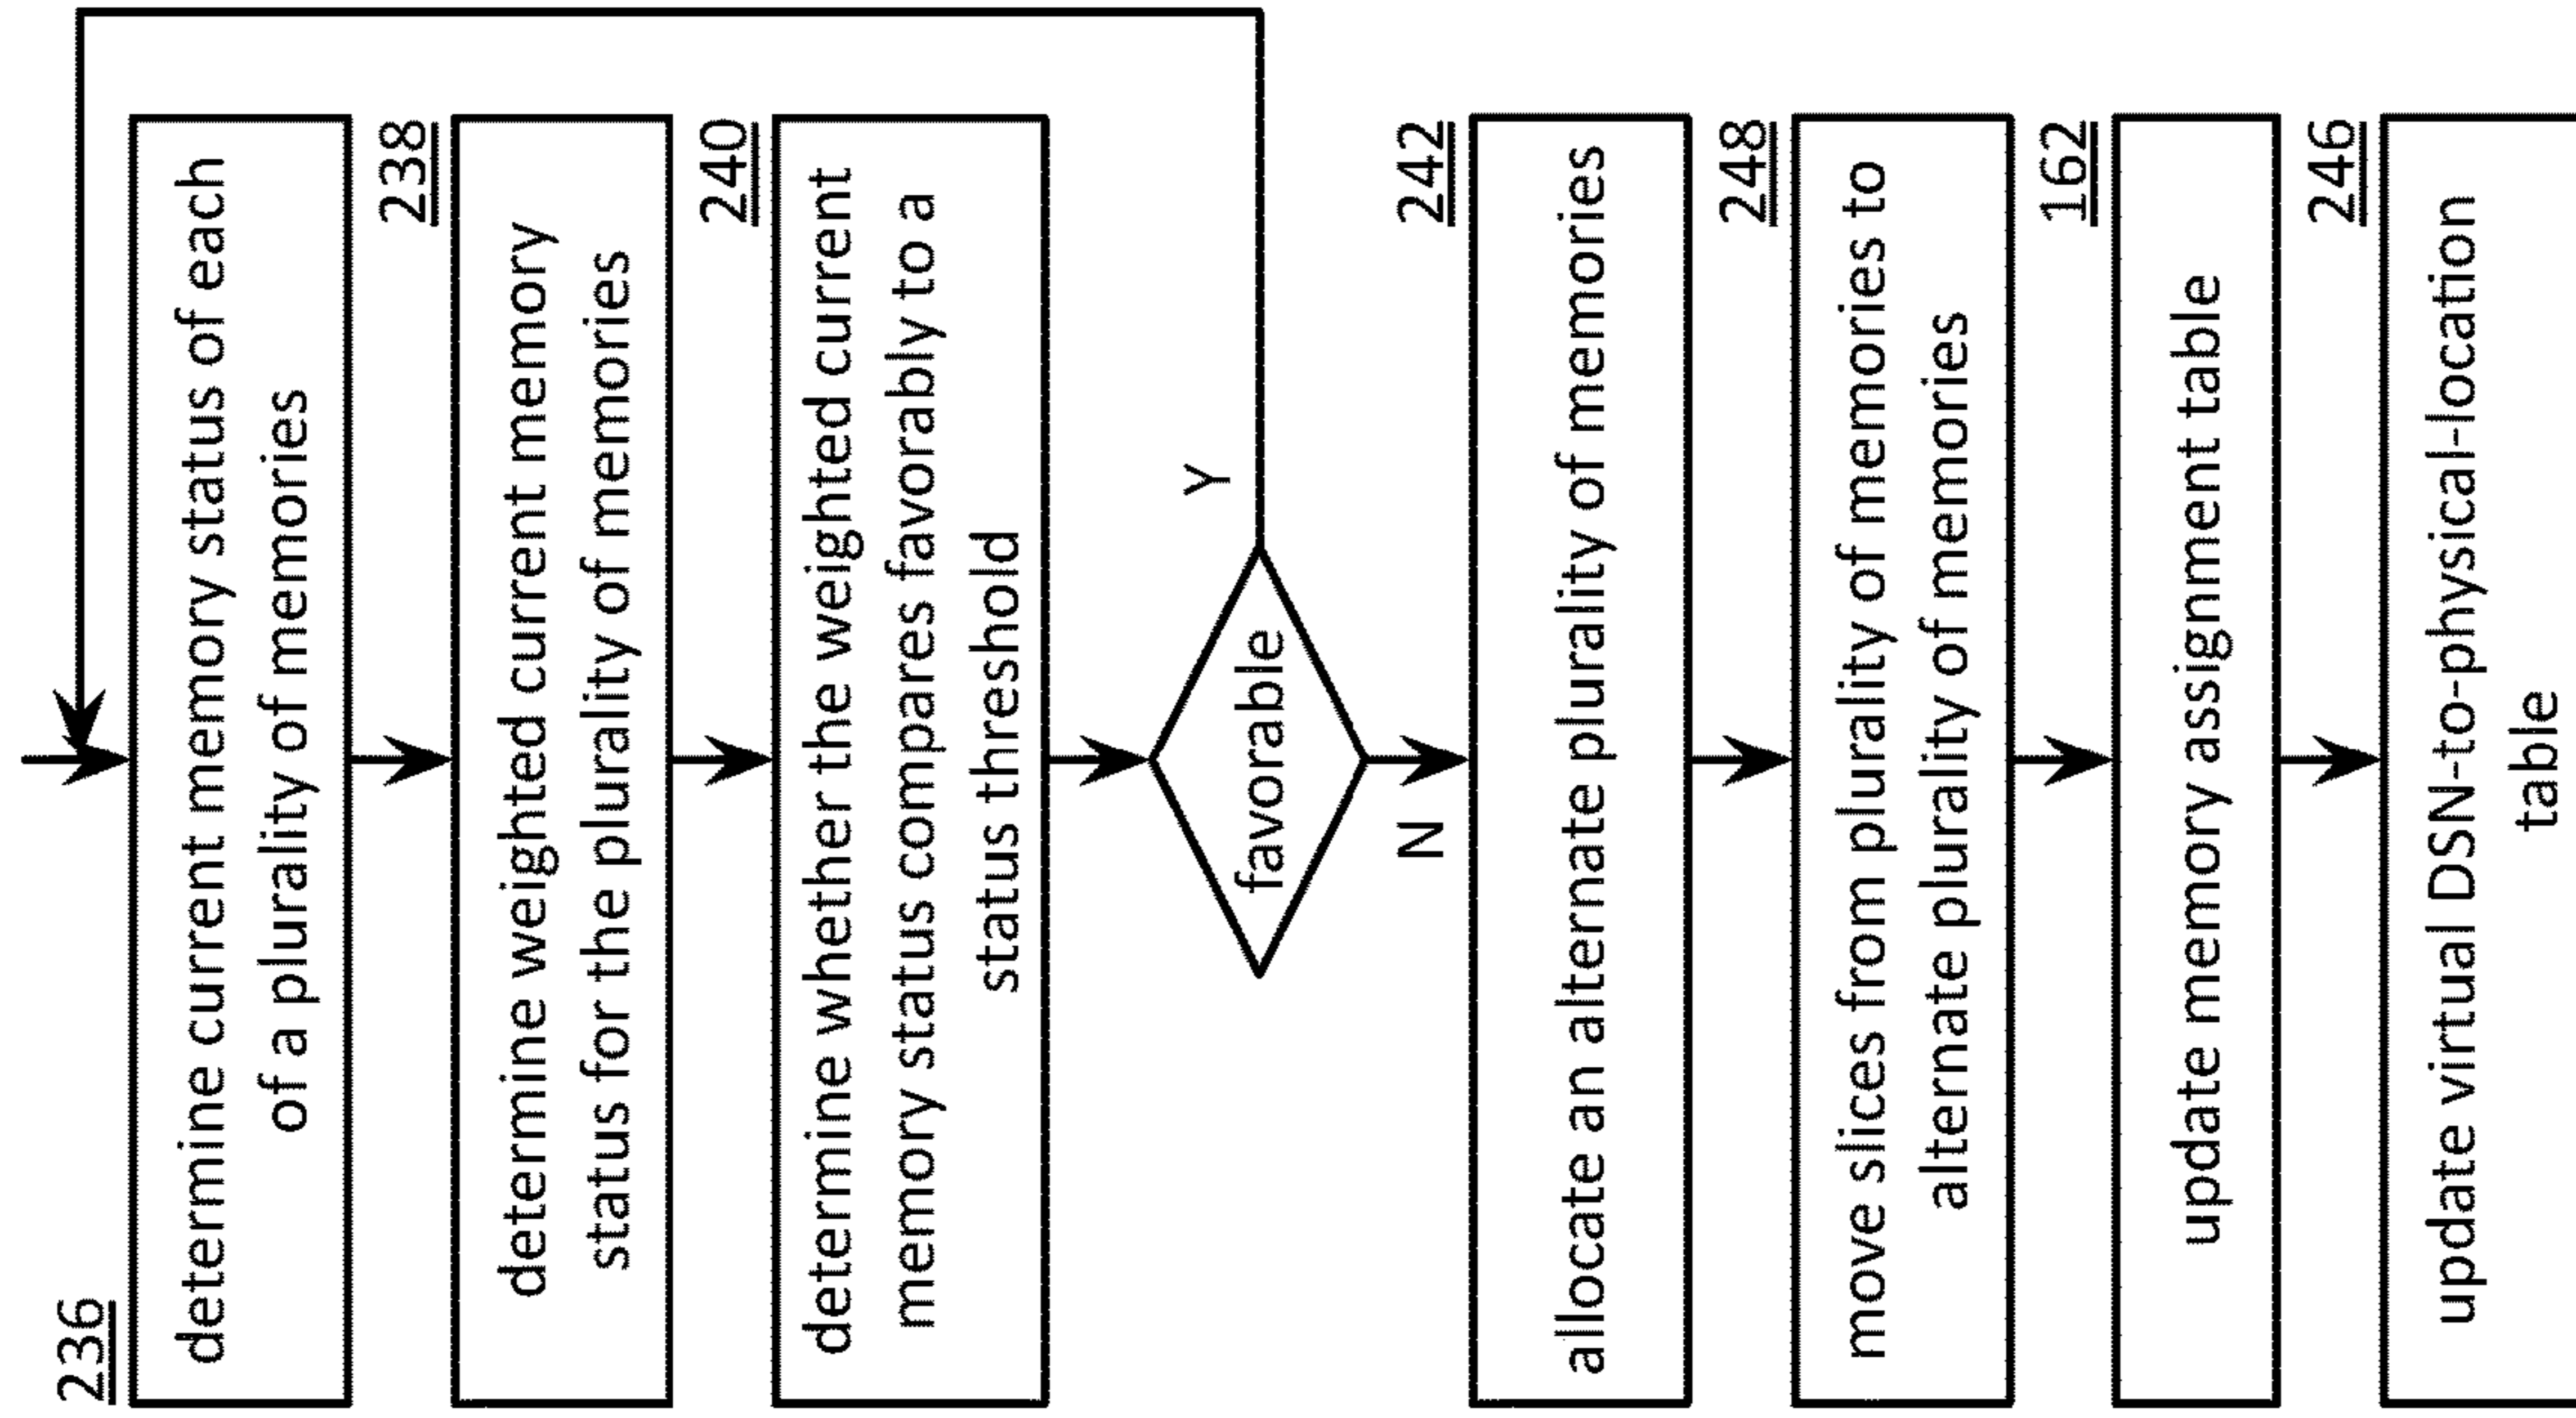 236
determine current memory status of each
of a plurality of memories
238
determine weighted current memory
status for the plurality of memories
240
determine whether the weighted current
memory status compares favorably to a
status threshold
favorable
Y
N
242
allocate an alternate plurality of memories
248
move slices from plurality of memories to
alternate plurality of memories
162
update memory assignment table
246
update virtual DSN-to-physical-location
table